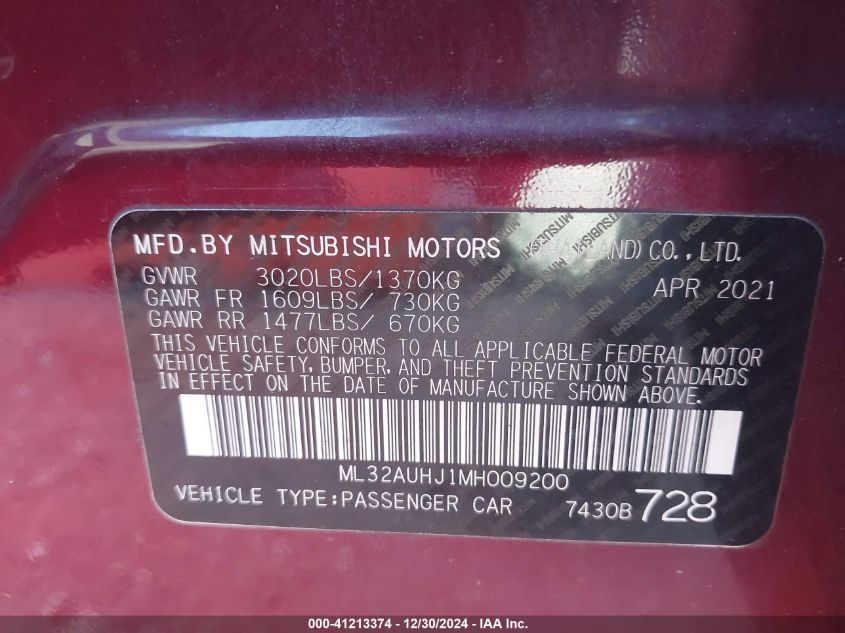 MFD.BY MITSUBISHI MOTORS (THAILAND)CO.,LTD.
GVWR 3020LBS/1370KG APR 2021
GAWR FR 1609LBS/ 730KG
GAWR RR 1477LBS/ 670KG
THIS VEHICLE CONFORMS TO ALL APPLICABLE FEDERAL MOTOR
VEHICLE SAFETY, BUMPER, AND THEFT PREVENTION STANDARDS
IN EFFECT ON THE DATE OF MANUFACTURE SHOWN ABOVE.
ML32AUHJ1MH009200
VEHICLE TYPE:PASSENGER CAR 7430B 728
000-41213374 - 12/30/2024 - IAA Inc.